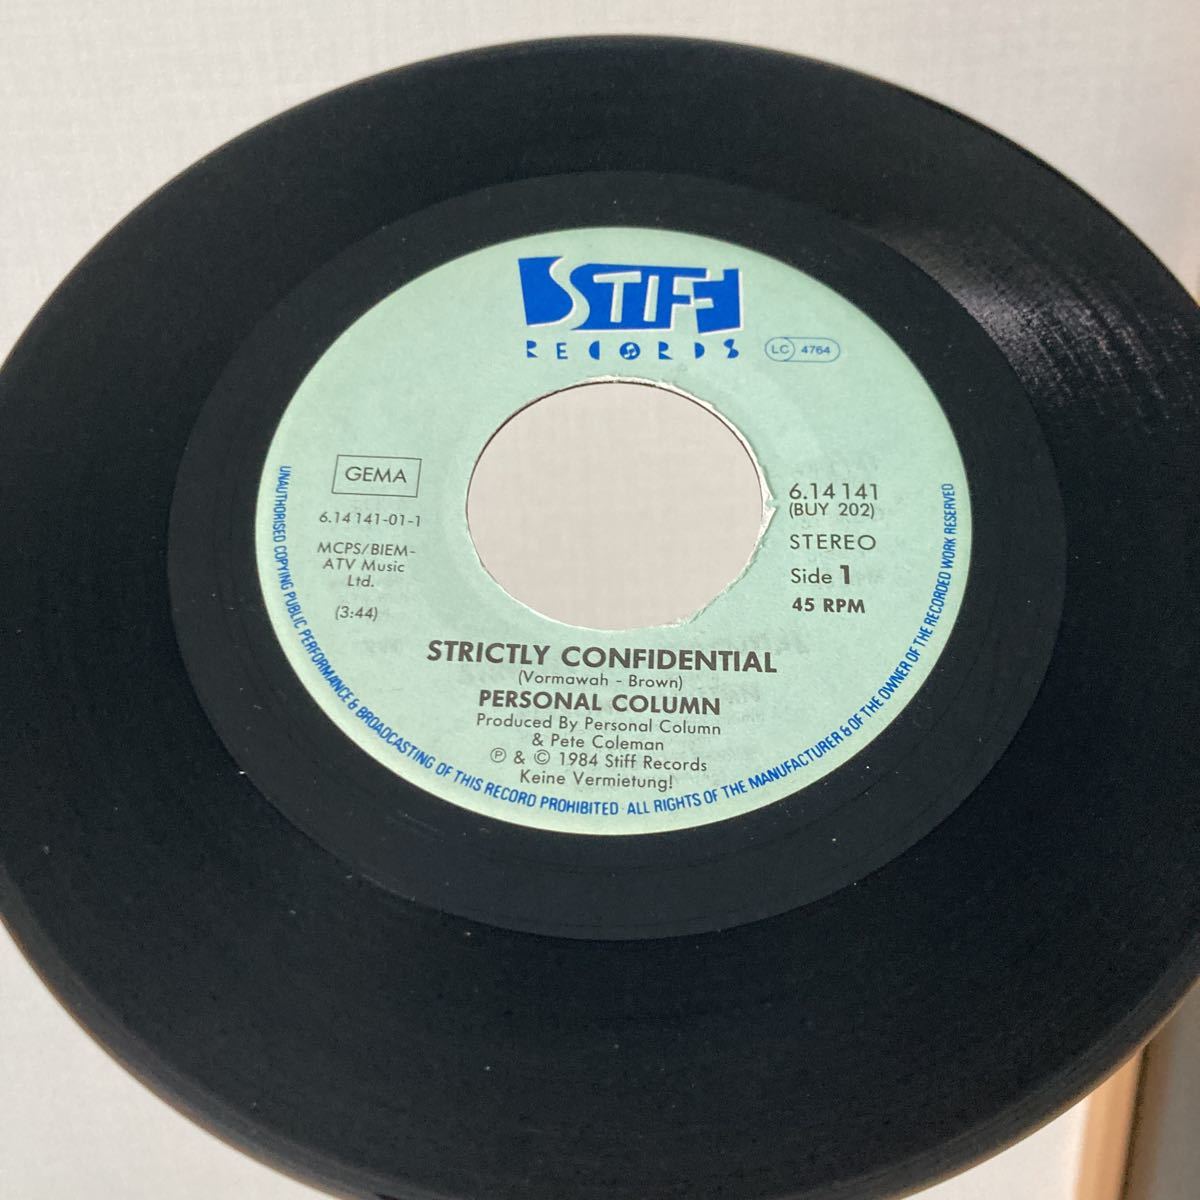 STIFF
RECORDS
LC 4764
GEMA
6.14 141-01-1
MCPS/BIEM-
ATV Music
Ltd.
(3:44)
6.14 141
(BUY 202)
STEREO
Side 1
45 RPM
STRICTLY CONFIDENTIAL
(Vormawah - Brown)
PERSONAL COLUMN
Produced By Personal Column
& Pete Coleman
℗ & © 1984 Stiff Records
Keine Vermietung!
UNAUTHORISED COPYING PUBLIC PERFORMANCE & BROADCASTING OF THIS RECORD PROHIBITED · ALL RIGHTS OF THE MANUFACTURER & OF THE OWNER OF THE RECORDED WORK RESERVED